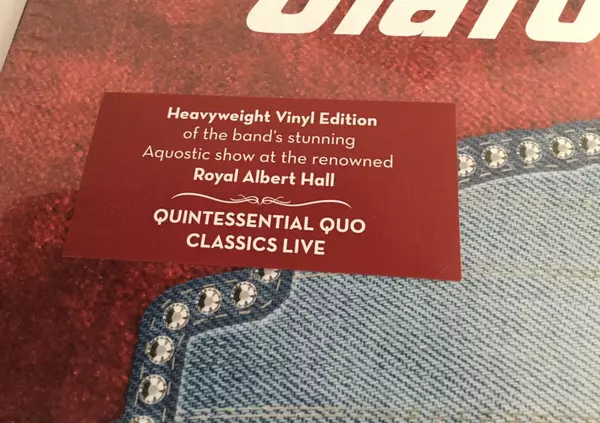 Heavyweight Vinyl Edition
of the band's stunning
Aquostic show at the renowned
Royal Albert Hall
QUINTESSENTIAL QUO
CLASSICS LIVE